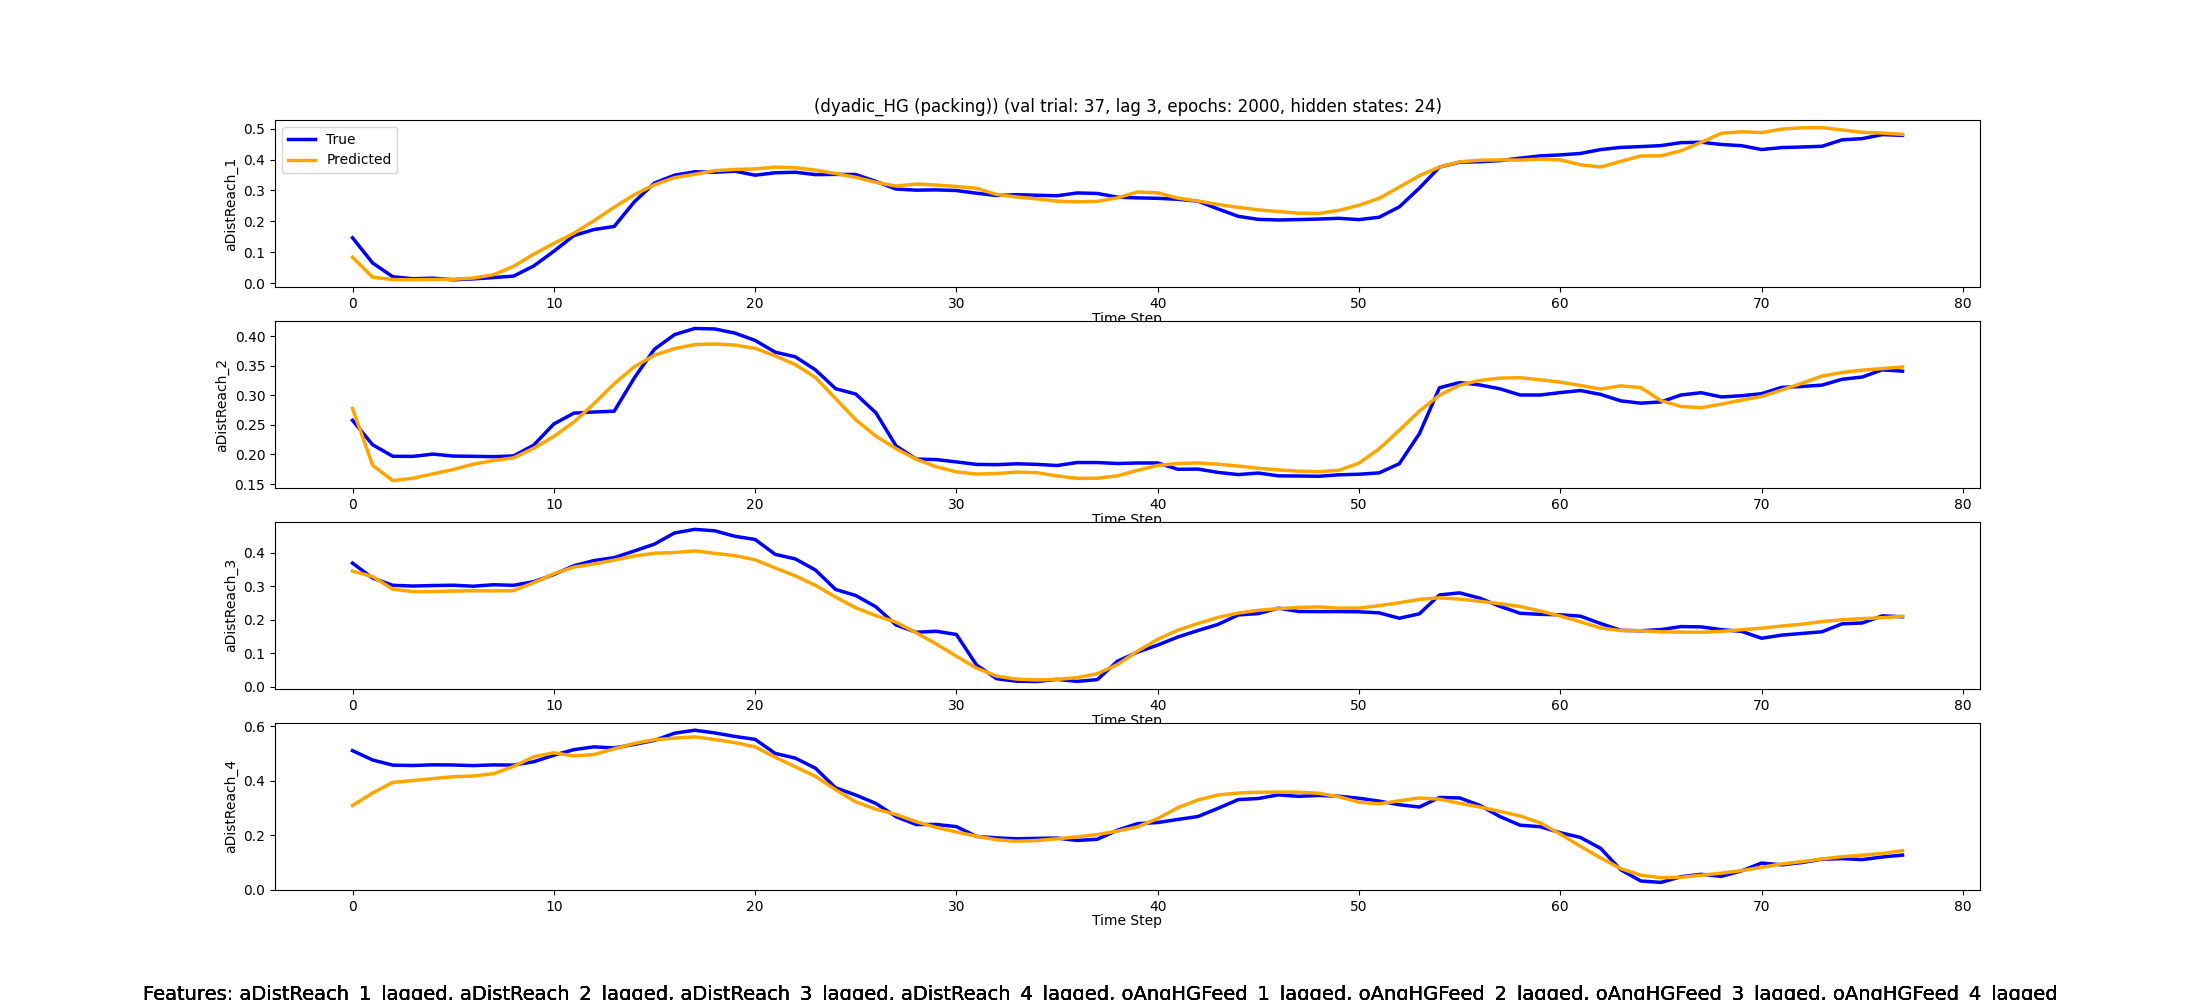 (dyadic_HG (packing)) (val trial: 37, lag 3, epochs: 2000, hidden states: 24)
True
Predicted
aDistReach_1
0.5
0.4
0.3
0.2
0.1
0.0
0 10 20 30 40 50 60 70 80
Time Step
aDistReach_2
0.40
0.35
0.30
0.25
0.20
0.15
0 10 20 30 40 50 60 70 80
Time Step
aDistReach_3
0.4
0.3
0.2
0.1
0.0
0 10 20 30 40 50 60 70 80
Time Step
aDistReach_4
0.6
0.4
0.2
0.0
0 10 20 30 40 50 60 70 80
Time Step
Features: aDistReach_1_lagged, aDistReach_2_lagged, aDistReach_3_lagged, aDistReach_4_lagged, oAngHGFeed_1_lagged, oAngHGFeed_2_lagged, oAngHGFeed_3_lagged, oAngHGFeed_4_lagged